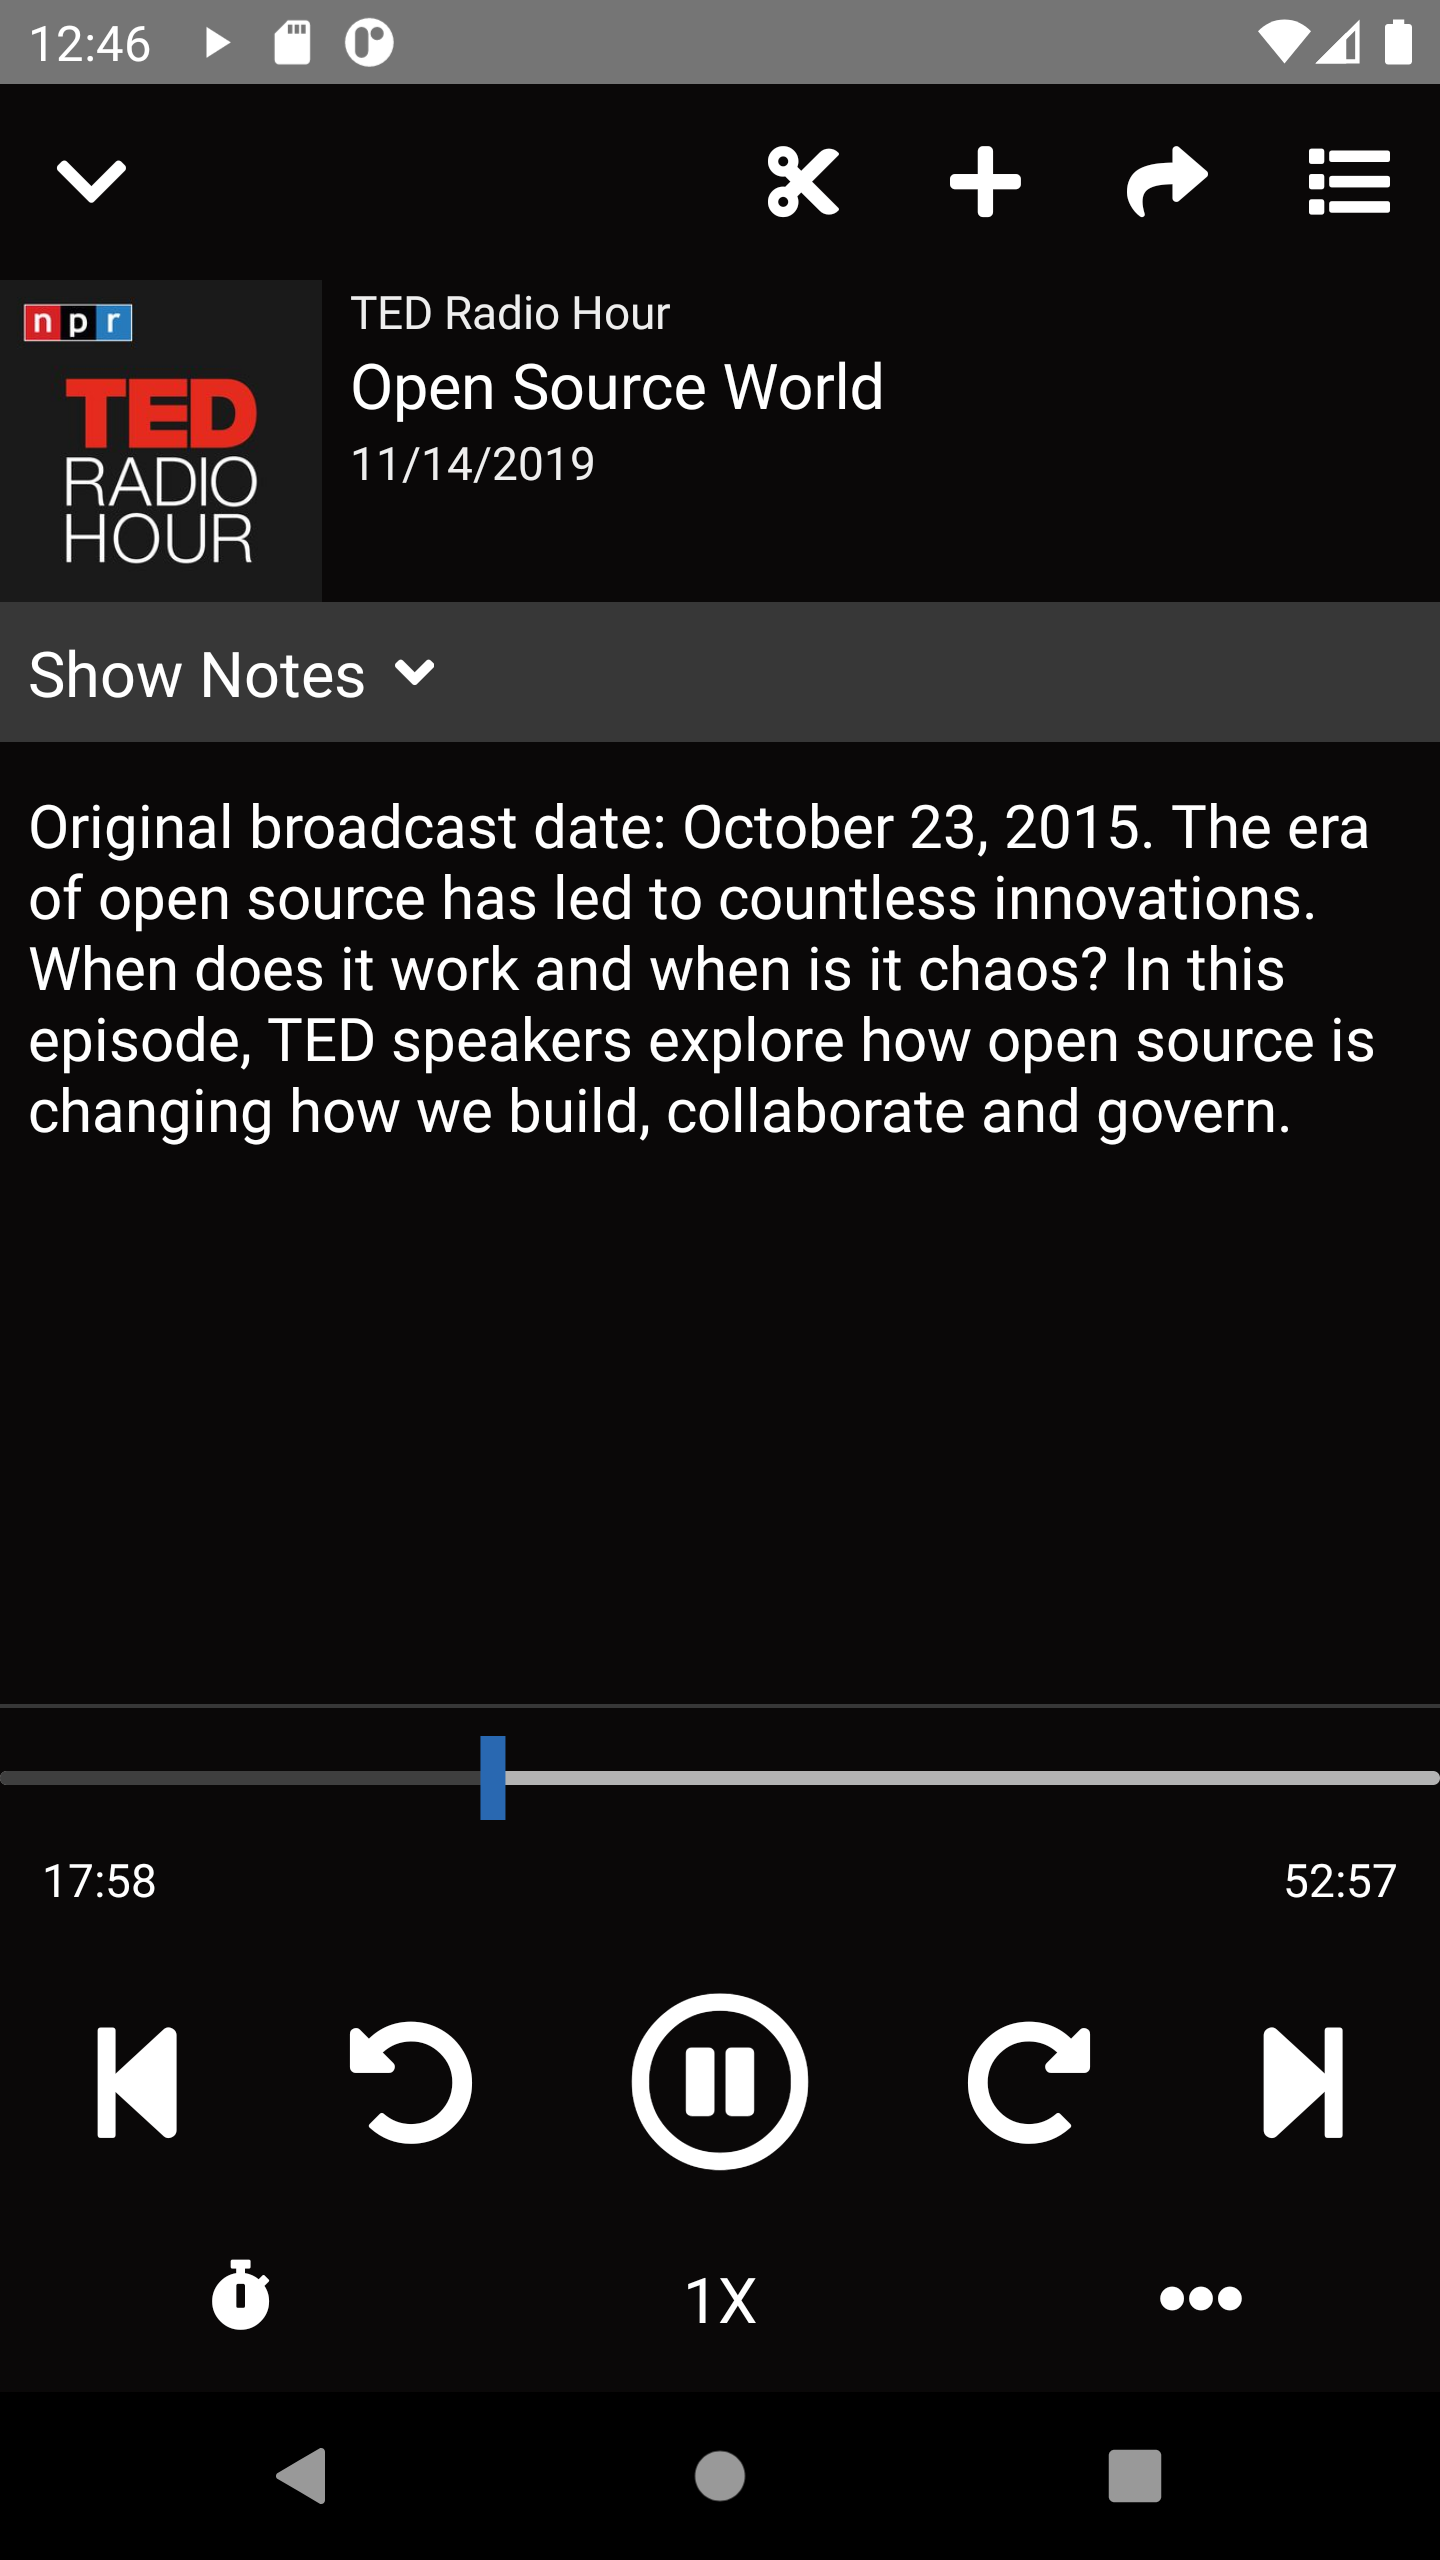 12:46
npr
TED
RADIO
HOUR
TED Radio Hour
Open Source World
11/14/2019
Show Notes
Original broadcast date: October 23, 2015. The era
of open source has led to countless innovations.
When does it work and when is it chaos? In this
episode, TED speakers explore how open source is
changing how we build, collaborate and govern.
17:58
52:57
1X